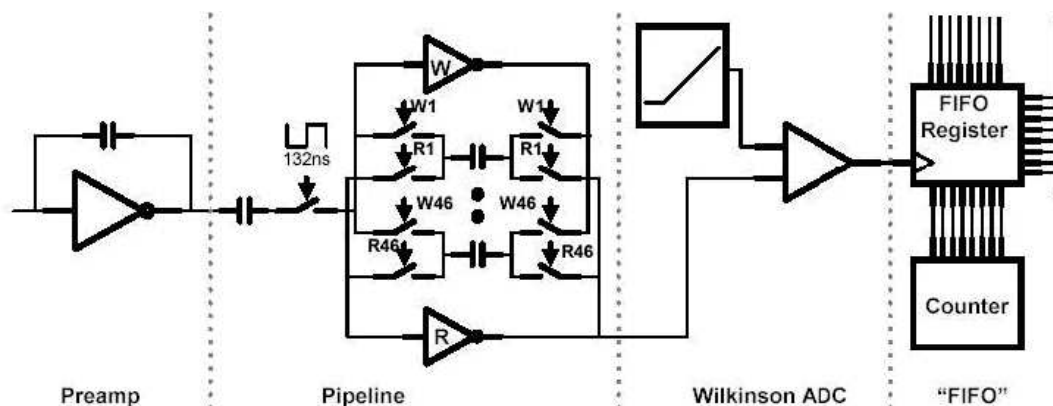 W
W1
W1
132ns
R1
R1
W46
W46
R46
R46
R
FIFO
Register
Counter
Preamp
Pipeline
Wilkinson ADC
"FIFO"